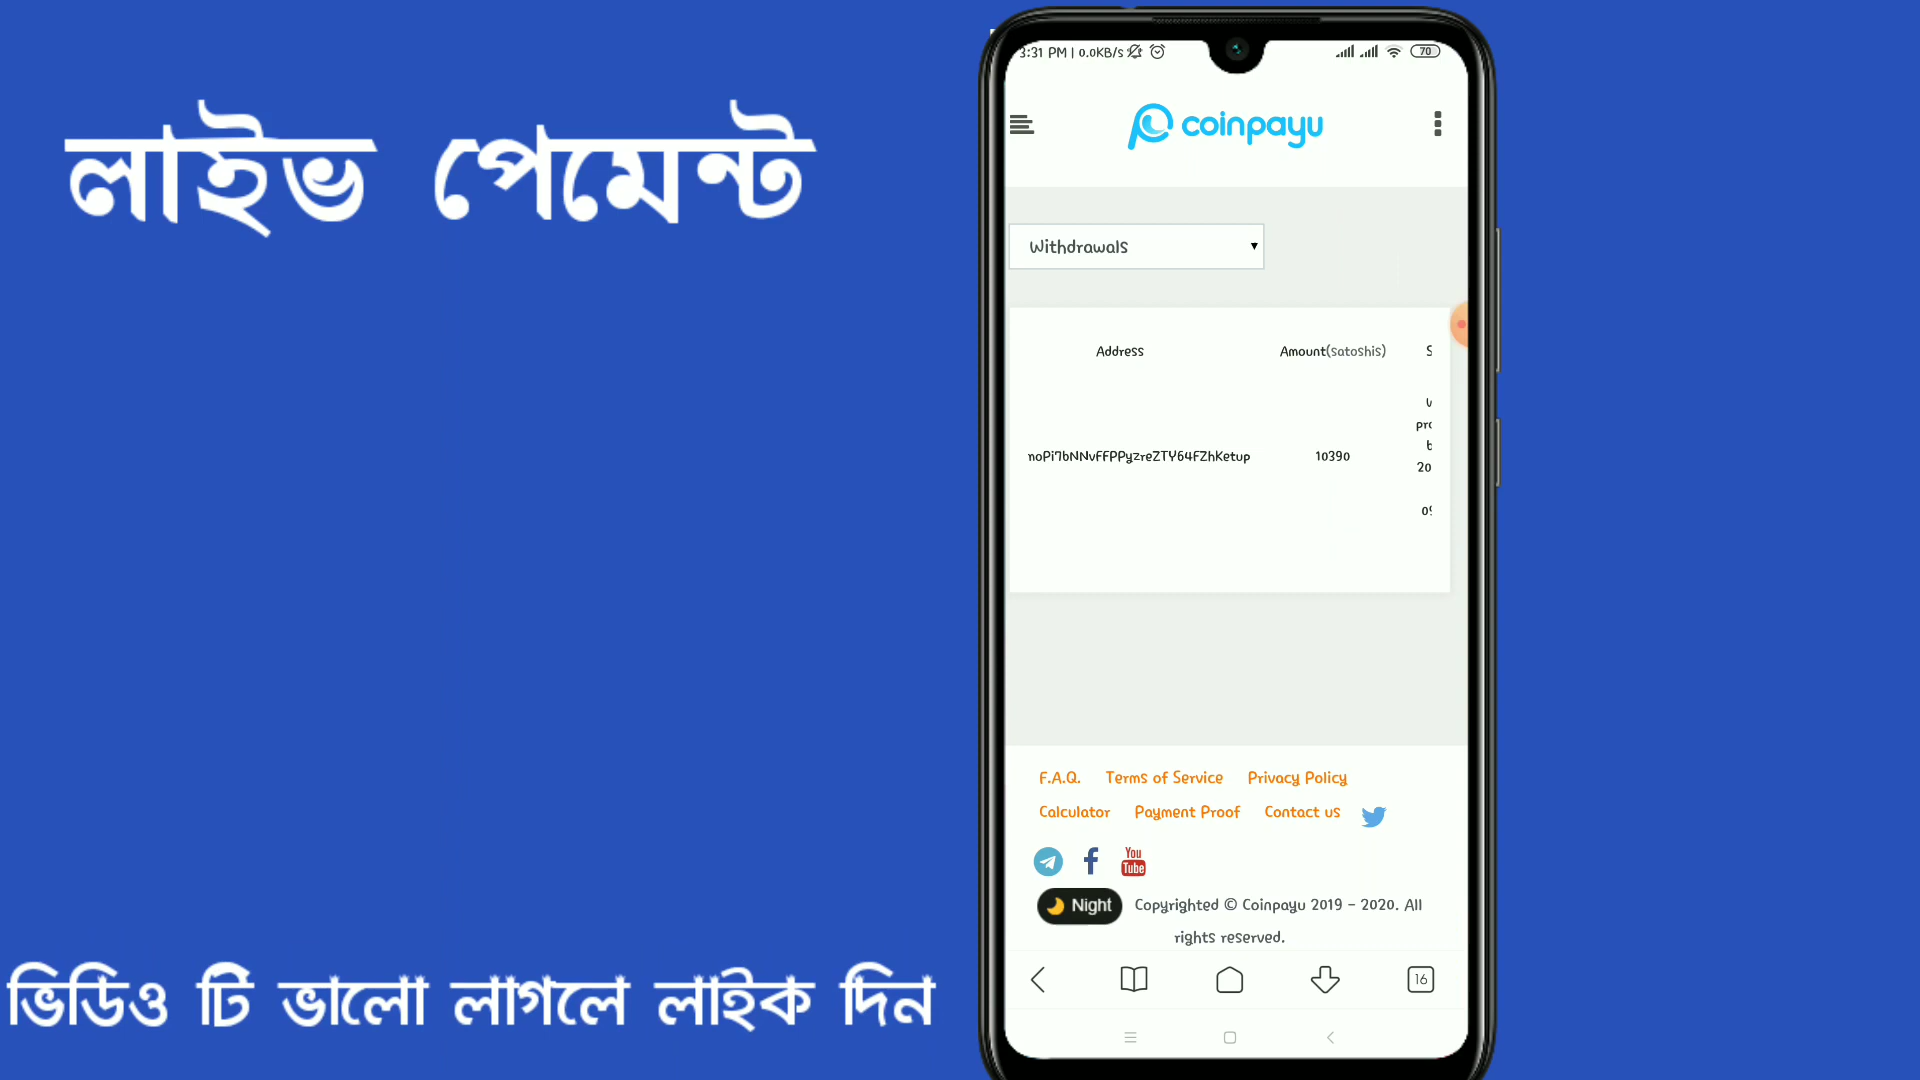 লাইভ পেমেন্ট
3:31 PM | 0.0KB/s
70
coinpayu
Withdrawals
Address Amount(satoshis)
noPi7bNNvFFPPyzreZTY64FZhKetup 10390
20
F.A.Q. Terms of Service Privacy Policy
Calculator Payment Proof Contact us
You Tube
Night Copyrighted © Coinpayu 2019 - 2020. All
rights reserved.
16
ভিডিও টি ভালো লাগলে লাইক দিন